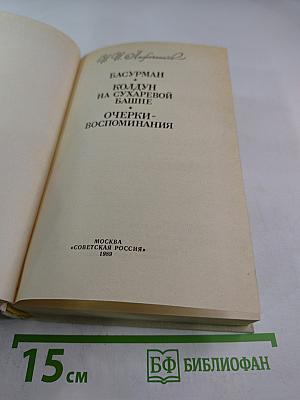 БАСУРМАН
•
КОЛДУН
НА СУХАРЕВОЙ
БАШНЕ
•
ОЧЕРКИ-
ВОСПОМИНАНИЯ
МОСКВА
«СОВЕТСКАЯ РОССИЯ»
1989
15 см
БФ БИБЛИОФАН